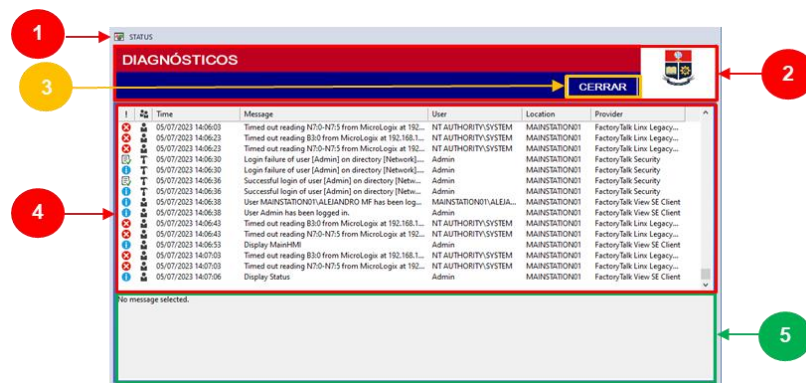 1
STATUS
DIAGNÓSTICOS
2
3
CERRAR
! Time Message User Location Provider
05/07/2023 14:06:03 Timed out reading N7:0-N7:5 from MicroLogix at 192... NT AUTHORITY\SYSTEM MAINSTATION01 FactoryTalk Linx Legacy...
05/07/2023 14:06:23 Timed out reading B3:0 from MicroLogix at 192.168.1... NT AUTHORITY\SYSTEM MAINSTATION01 FactoryTalk Linx Legacy...
05/07/2023 14:06:23 Timed out reading N7:0-N7:5 from MicroLogix at 192... NT AUTHORITY\SYSTEM MAINSTATION01 FactoryTalk Linx Legacy...
05/07/2023 14:06:30 Login failure of user [Admin] on directory [Network].... Admin MAINSTATION01 FactoryTalk Security
05/07/2023 14:06:30 Login failure of user [Admin] on directory [Network].... Admin MAINSTATION01 FactoryTalk Security
05/07/2023 14:06:36 Successful login of user [Admin] on directory [Netw... Admin MAINSTATION01 FactoryTalk Security
05/07/2023 14:06:36 Successful login of user [Admin] on directory [Netw... Admin MAINSTATION01 FactoryTalk Security
05/07/2023 14:06:38 User MAINSTATION01\ALEJANDRO MF has been log... MAINSTATION01\ALEJA... MAINSTATION01 FactoryTalk View SE Client
05/07/2023 14:06:38 User Admin has been logged in. Admin MAINSTATION01 FactoryTalk View SE Client
05/07/2023 14:06:43 Timed out reading B3:0 from MicroLogix at 192.168.1... NT AUTHORITY\SYSTEM MAINSTATION01 FactoryTalk Linx Legacy...
05/07/2023 14:06:43 Timed out reading N7:0-N7:5 from MicroLogix at 192... NT AUTHORITY\SYSTEM MAINSTATION01 FactoryTalk Linx Legacy...
05/07/2023 14:06:53 Display MainHMI Admin MAINSTATION01 FactoryTalk View SE Client
05/07/2023 14:07:03 Timed out reading B3:0 from MicroLogix at 192.168.1... NT AUTHORITY\SYSTEM MAINSTATION01 FactoryTalk Linx Legacy...
05/07/2023 14:07:03 Timed out reading N7:0-N7:5 from MicroLogix at 192... NT AUTHORITY\SYSTEM MAINSTATION01 FactoryTalk Linx Legacy...
05/07/2023 14:07:06 Display Status Admin MAINSTATION01 FactoryTalk View SE Client
4
No message selected.
5